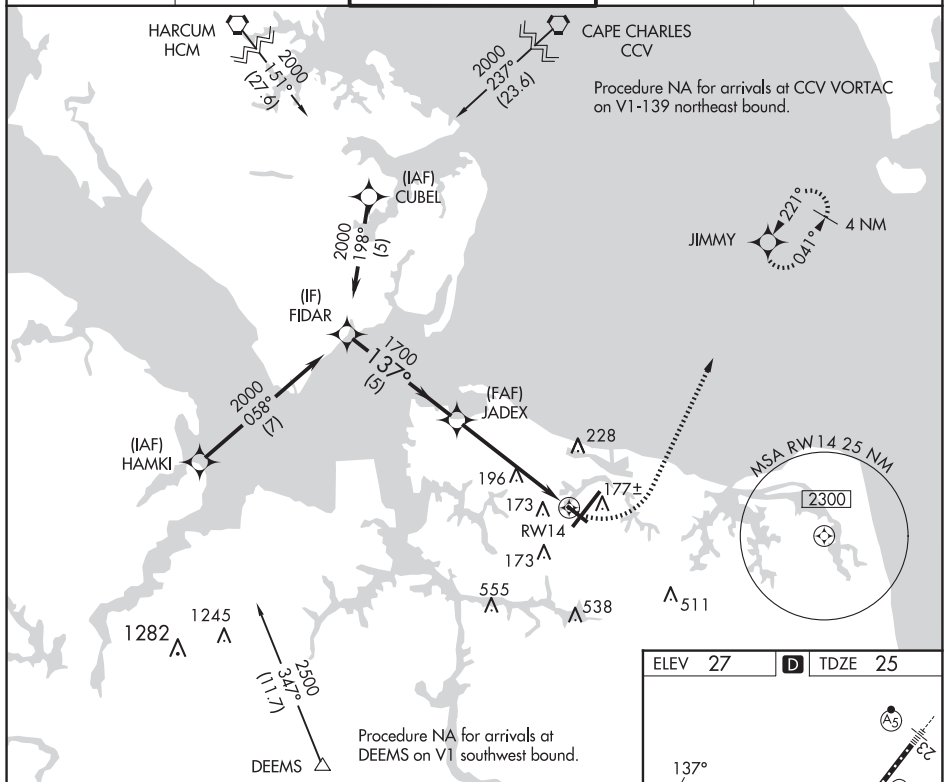 HARCUM
HCM
2000
151°
(27.6)
CAPE CHARLES
CCV
2000
237°
(23.6)
Procedure NA for arrivals at CCV VORTAC
on V1-139 northeast bound.
(IAF)
CUBEL
2000
198°
(5)
JIMMY
221°
041°
4 NM
(IF)
FIDAR
1700
137°
(5)
2000
058°
(7)
(FAF)
JADEX
(IAF)
HAMKI
228
196
177±
173
RW14
173
MSA RW14 25 NM
2300
555
538
511
1282
1245
2500
347°
(11.7)
Procedure NA for arrivals at
DEEMS on V1 southwest bound.
DEEMS
ELEV 27
D
TDZE 25
A5
23
137°